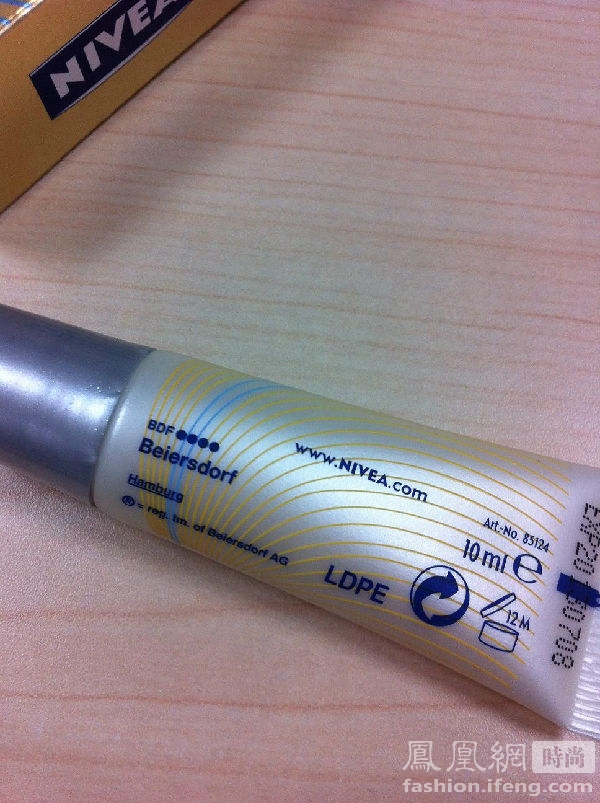 NIVEA
BDF ●●●●
Beiersdorf
Hamburg
® = reg. tm. of Beiersdorf AG
www.NIVEA.com
Art.-No. 85124
10 ml ℮
LDPE
12 M
鳳凰網 時尚
fashion.ifeng.com